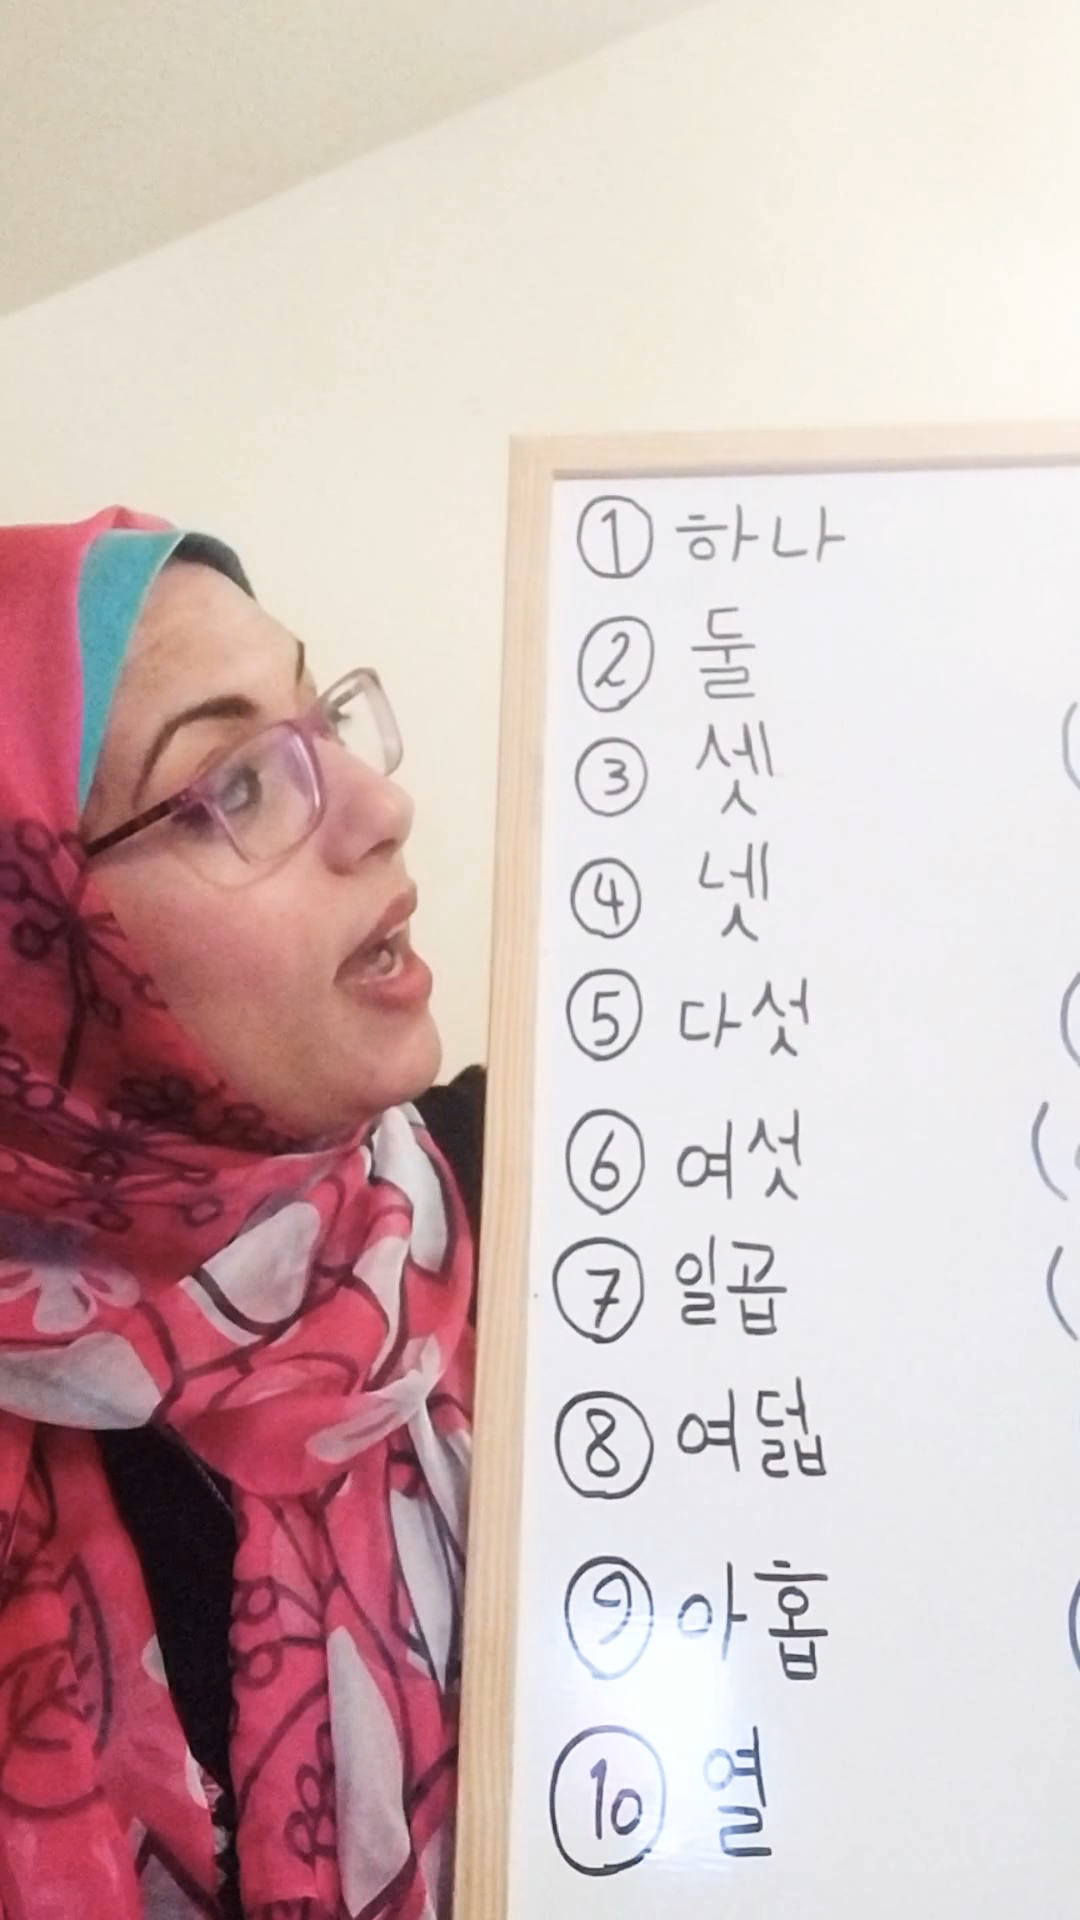 ① 하나
② 둘
③ 셋
④ 넷
⑤ 다섯
⑥ 여섯
⑦ 일곱
⑧ 여덟
⑨ 아홉
⑩ 열